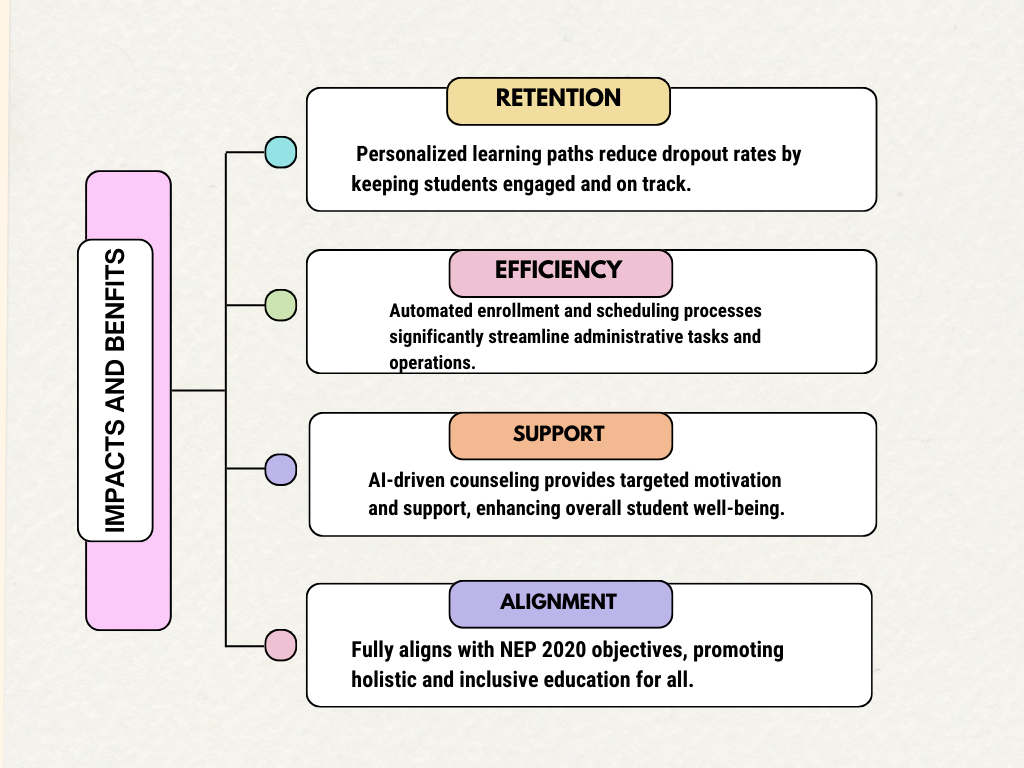 IMPACTS AND BENFITS
RETENTION
Personalized learning paths reduce dropout rates by
keeping students engaged and on track.
EFFICIENCY
Automated enrollment and scheduling processes
significantly streamline administrative tasks and
operations.
SUPPORT
AI-driven counseling provides targeted motivation
and support, enhancing overall student well-being.
ALIGNMENT
Fully aligns with NEP 2020 objectives, promoting
holistic and inclusive education for all.